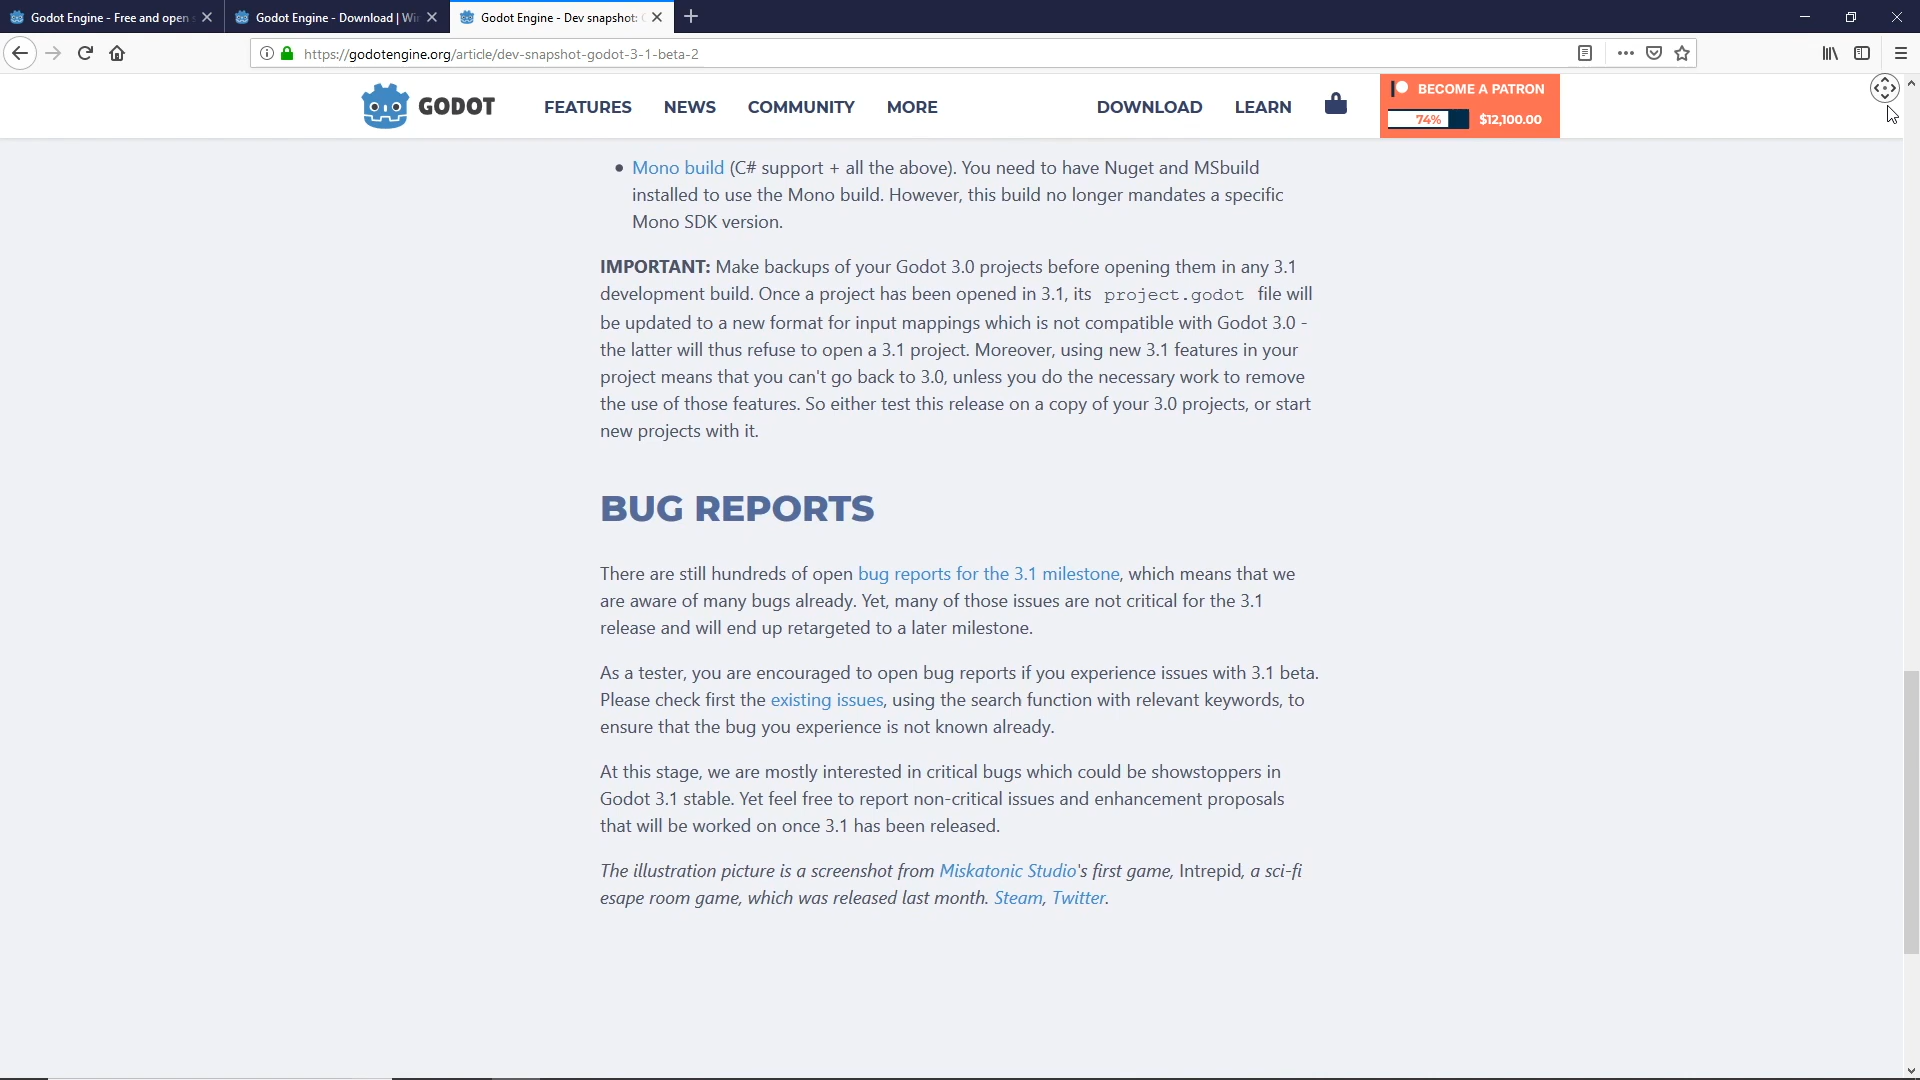 Godot Engine - Free and open
Godot Engine - Download | Wi
Godot Engine - Dev snapshot:
https://godotengine.org/article/dev-snapshot-godot-3-1-beta-2
GODOT
FEATURES
NEWS
COMMUNITY
MORE
DOWNLOAD
LEARN
BECOME A PATRON
74%
$12,100.00
• Mono build (C# support + all the above). You need to have Nuget and MSbuild
installed to use the Mono build. However, this build no longer mandates a specific
Mono SDK version.
IMPORTANT: Make backups of your Godot 3.0 projects before opening them in any 3.1
development build. Once a project has been opened in 3.1, its project.godot file will
be updated to a new format for input mappings which is not compatible with Godot 3.0 -
the latter will thus refuse to open a 3.1 project. Moreover, using new 3.1 features in your
project means that you can't go back to 3.0, unless you do the necessary work to remove
the use of those features. So either test this release on a copy of your 3.0 projects, or start
new projects with it.
BUG REPORTS
There are still hundreds of open bug reports for the 3.1 milestone, which means that we
are aware of many bugs already. Yet, many of those issues are not critical for the 3.1
release and will end up retargeted to a later milestone.
As a tester, you are encouraged to open bug reports if you experience issues with 3.1 beta.
Please check first the existing issues, using the search function with relevant keywords, to
ensure that the bug you experience is not known already.
At this stage, we are mostly interested in critical bugs which could be showstoppers in
Godot 3.1 stable. Yet feel free to report non-critical issues and enhancement proposals
that will be worked on once 3.1 has been released.
The illustration picture is a screenshot from Miskatonic Studio's first game, Intrepid, a sci-fi
esape room game, which was released last month. Steam, Twitter.